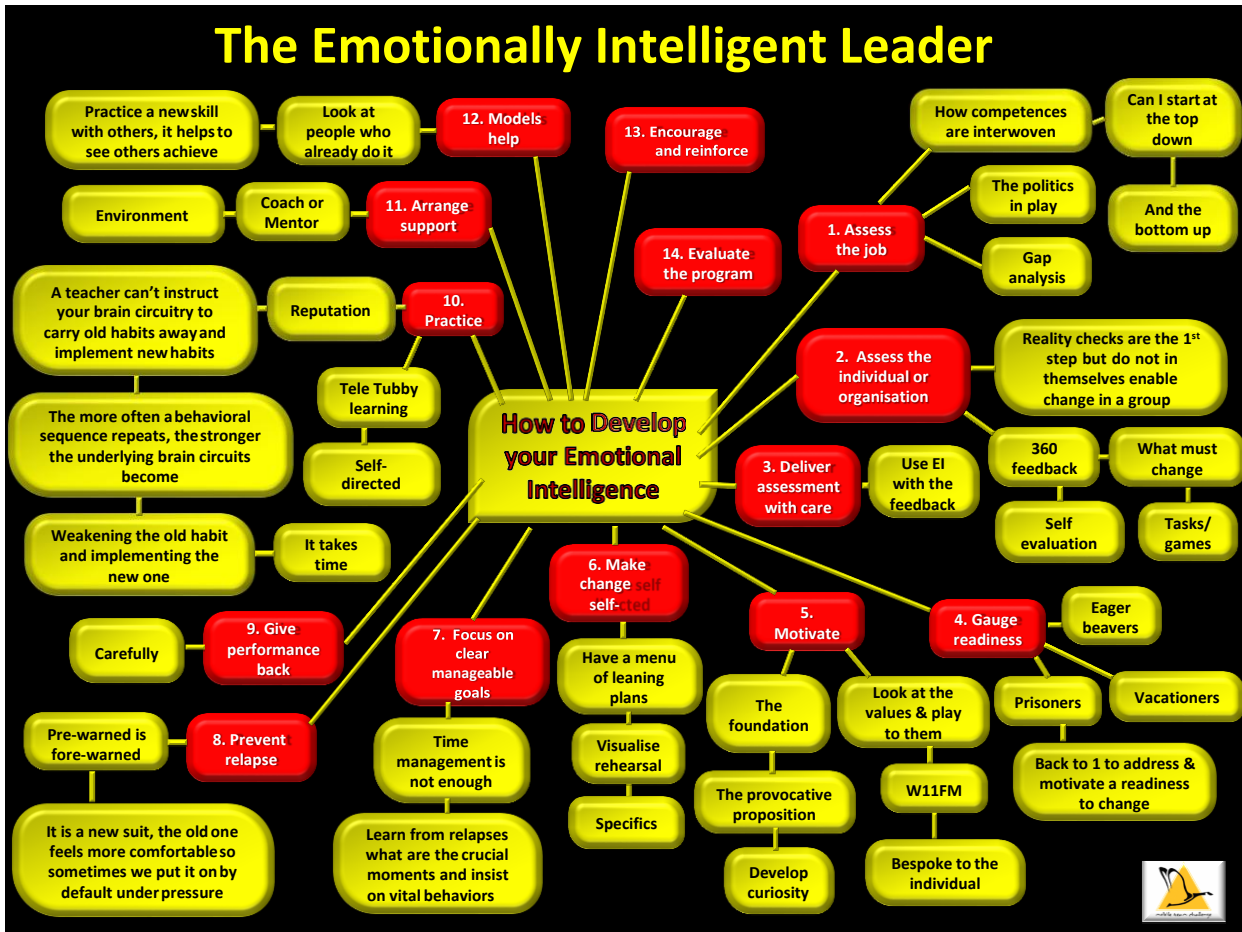 The Emotionally Intelligent Leader
Practice a new skill
with others, it helps to
see others achieve
Look at
people who
already do it
12. Models
help
13. Encourage
and reinforce
How competences
are interwoven
Can I start at
the top
down
And the
bottom up
The politics
in play
Gap
analysis
1. Assess
the job
Environment
Coach or
Mentor
11. Arrange
support
14. Evaluate
the program
A teacher can’t instruct
your brain circuitry to
carry old habits away and
implement new habits
Reputation
10.
Practice
Tele Tubby
learning
Self-
directed
The more often a behavioral
sequence repeats, the stronger
the underlying brain circuits
become
Weakening the old habit
and implementing the
new one
It takes
time
How to Develop
your Emotional
Intelligence
2. Assess the
individual or
organisation
Reality checks are the 1st
step but do not in
themselves enable
change in a group
360
feedback
What must
change
Self
evaluation
Tasks/
games
3. Deliver
assessment
with care
Use EI
with the
feedback
6. Make
change self
self-cted
Have a menu
of leaning
plans
Visualise
rehearsal
Specifics
5.
Motivate
The
foundation
The provocative
proposition
Develop
curiosity
Look at the
values & play
to them
W11FM
Bespoke to the
individual
4. Gauge
readiness
Eager
beavers
Vacationers
Prisoners
Back to 1 to address &
motivate a readiness
to change
9. Give
performance
back
Carefully
7. Focus on
clear
manageable
goals
Time
management is
not enough
Learn from relapses
what are the crucial
moments and insist
on vital behaviors
8. Prevent
relapse
Pre-warned is
fore-warned
It is a new suit, the old one
feels more comfortable so
sometimes we put it on by
default under pressure